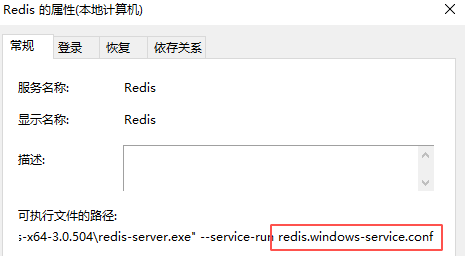 Redis 的属性(本地计算机)
常规 登录 恢复 依存关系
服务名称: Redis
显示名称: Redis
描述:
可执行文件的路径:
s-x64-3.0.504\redis-server.exe" --service-run redis.windows-service.conf